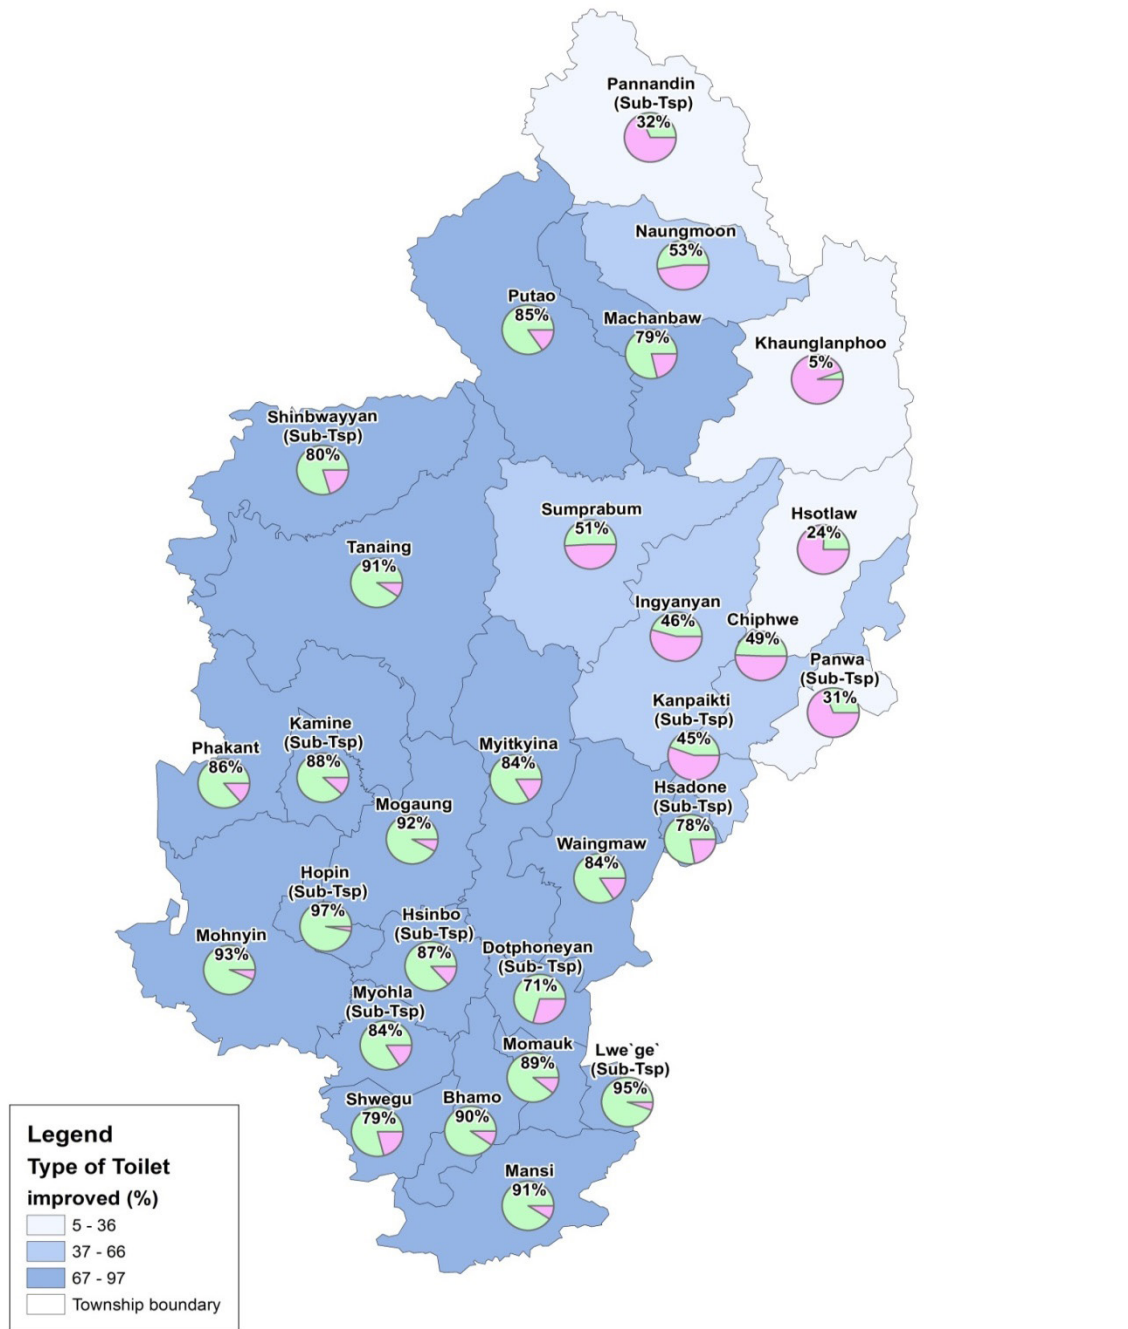 Pannandin
(Sub-Tsp)
32%
Naungmoon
53%
Putao
85%
Machanbaw
79%
Khaunglanphoo
5%
Shinbwayyan
(Sub-Tsp)
80%
Sumprabum
51%
Hsotlaw
24%
Tanaing
91%
Ingyanyan
46%
Chiphwe
49%
Panwa
(Sub-Tsp)
31%
Kanpaikti
(Sub-Tsp)
45%
Phakant
86%
Kamine
(Sub-Tsp)
88%
Myitkyina
84%
Hsadone
(Sub-Tsp)
78%
Mogaung
92%
Waingmaw
84%
Hopin
(Sub-Tsp)
97%
Hsinbo
(Sub-Tsp)
87%
Mohnyin
93%
Dotphoneyan
(Sub- Tsp)
71%
Myohla
(Sub-Tsp)
84%
Momauk
89%
Lwe`ge`
(Sub-Tsp)
95%
Shwegu
79%
Bhamo
90%
Mansi
91%
Legend
Type of Toilet
improved (%)
5 - 36
37 - 66
67 - 97
Township boundary